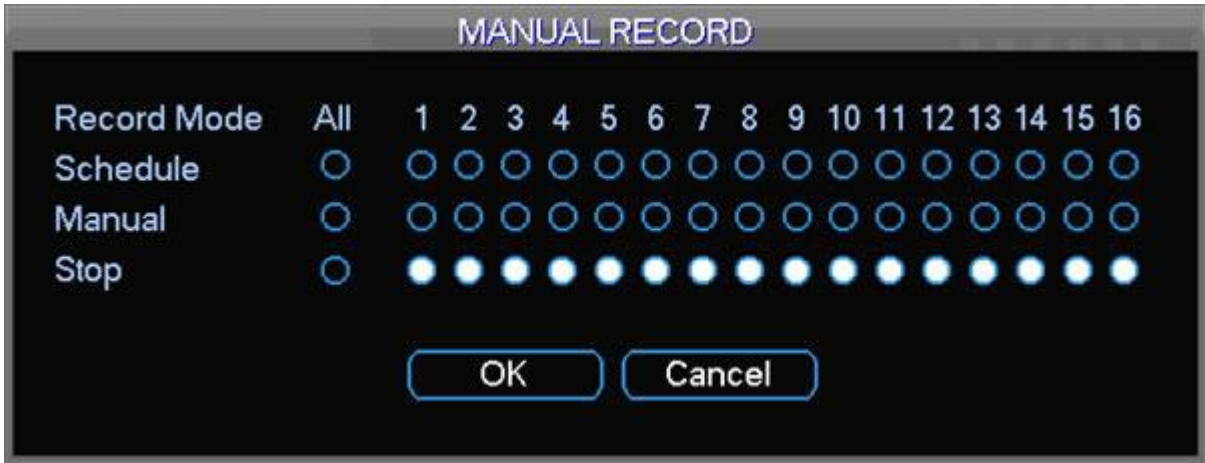 MANUAL RECORD
Record Mode All 1 2 3 4 5 6 7 8 9 10 11 12 13 14 15 16
Schedule
Manual
Stop
OK Cancel